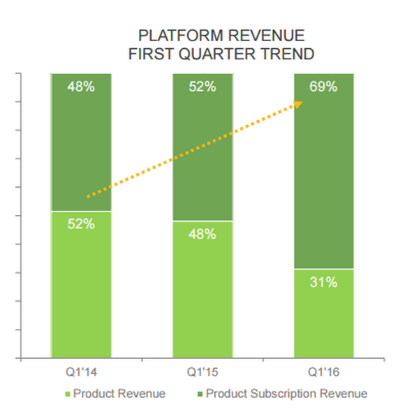 PLATFORM REVENUE
FIRST QUARTER TREND
48% 52% 69%
52% 48% 31%
Q1'14 Q1'15 Q1'16
Product Revenue Product Subscription Revenue